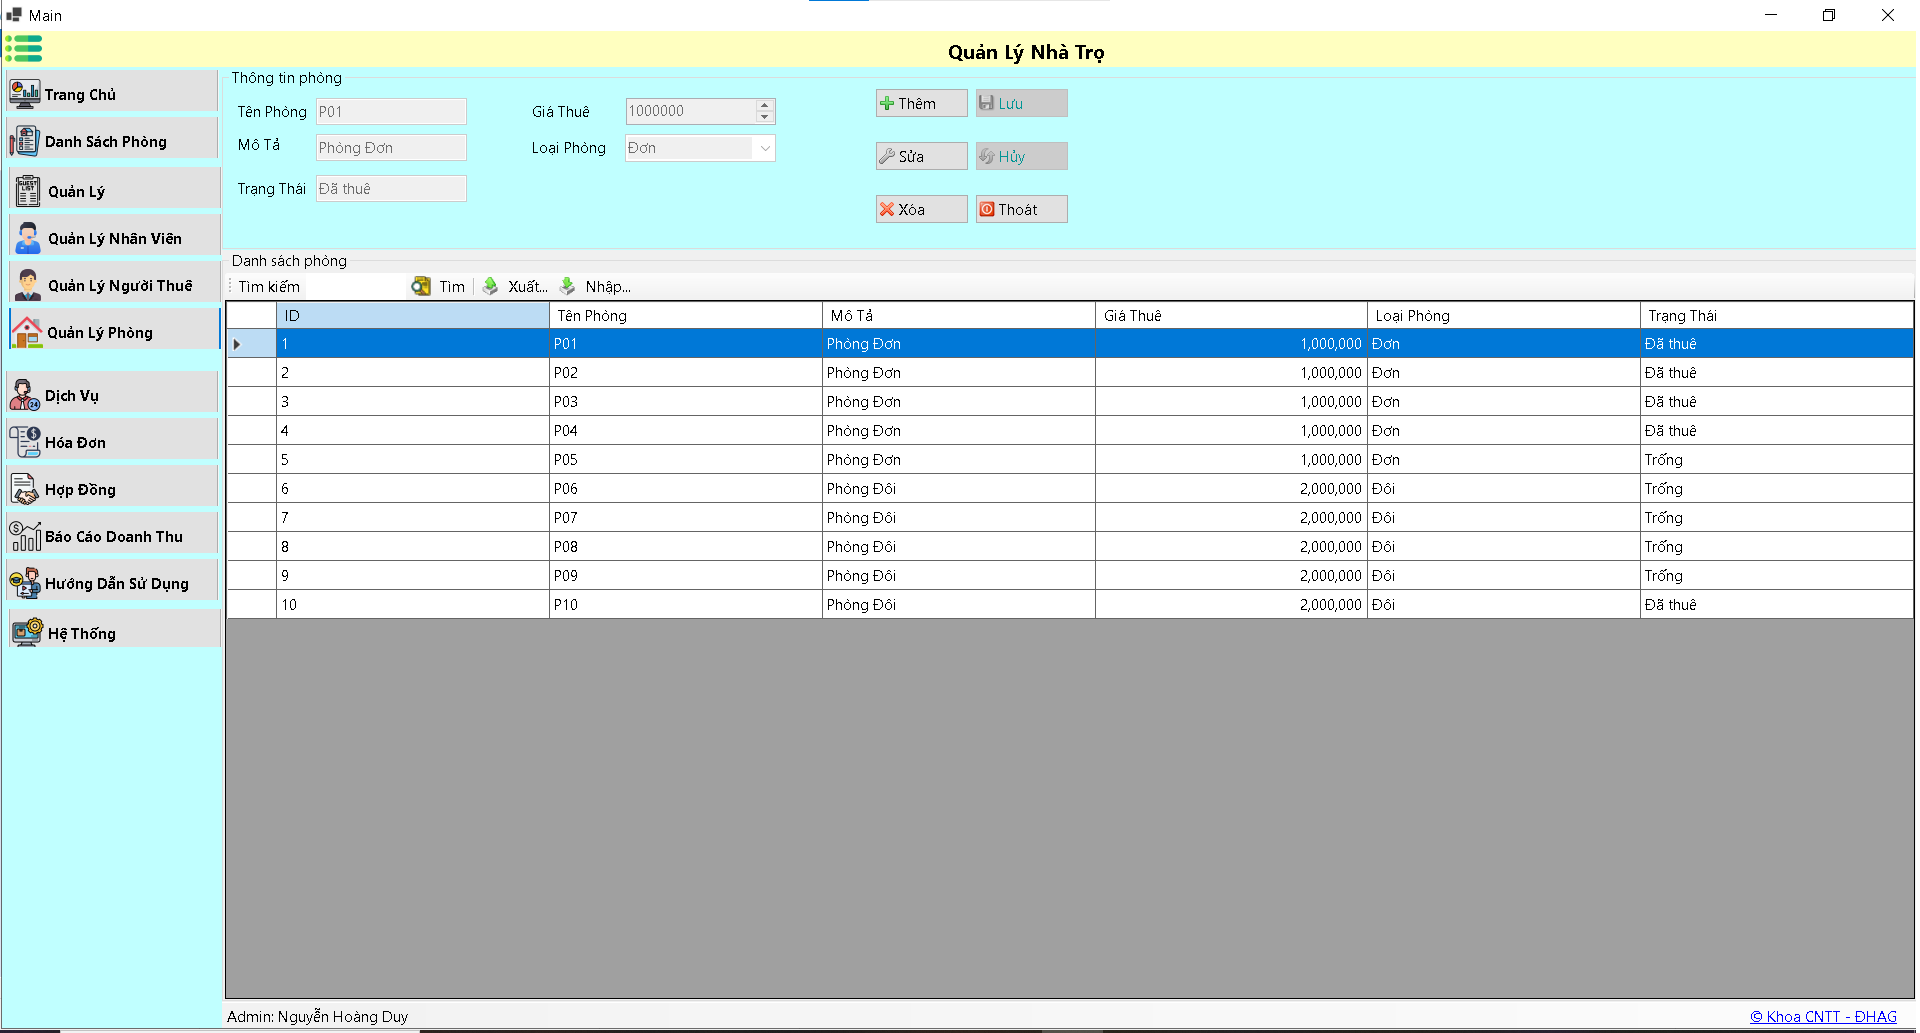 Main
Quản Lý Nhà Trọ
Trang Chủ
Danh Sách Phòng
Quản Lý
Quản Lý Nhân Viên
Quản Lý Người Thuê
Quản Lý Phòng
Dịch Vụ
Hóa Đơn
Hợp Đồng
Báo Cáo Doanh Thu
Hướng Dẫn Sử Dụng
Hệ Thống
Thông tin phòng
Tên Phòng P01 Giá Thuê 1000000
Mô Tả Phòng Đơn Loại Phòng Đơn
Trạng Thái Đã thuê
Thêm Lưu
Sửa Hủy
Xóa Thoát
Danh sách phòng
Tìm kiếm Tìm Xuất... Nhập...
ID Tên Phòng Mô Tả Giá Thuê Loại Phòng Trạng Thái
1 P01 Phòng Đơn 1,000,000 Đơn Đã thuê
2 P02 Phòng Đơn 1,000,000 Đơn Đã thuê
3 P03 Phòng Đơn 1,000,000 Đơn Đã thuê
4 P04 Phòng Đơn 1,000,000 Đơn Đã thuê
5 P05 Phòng Đơn 1,000,000 Đơn Trống
6 P06 Phòng Đôi 2,000,000 Đôi Trống
7 P07 Phòng Đôi 2,000,000 Đôi Trống
8 P08 Phòng Đôi 2,000,000 Đôi Trống
9 P09 Phòng Đôi 2,000,000 Đôi Trống
10 P10 Phòng Đôi 2,000,000 Đôi Đã thuê
Admin: Nguyễn Hoàng Duy
© Khoa CNTT - ĐHAG